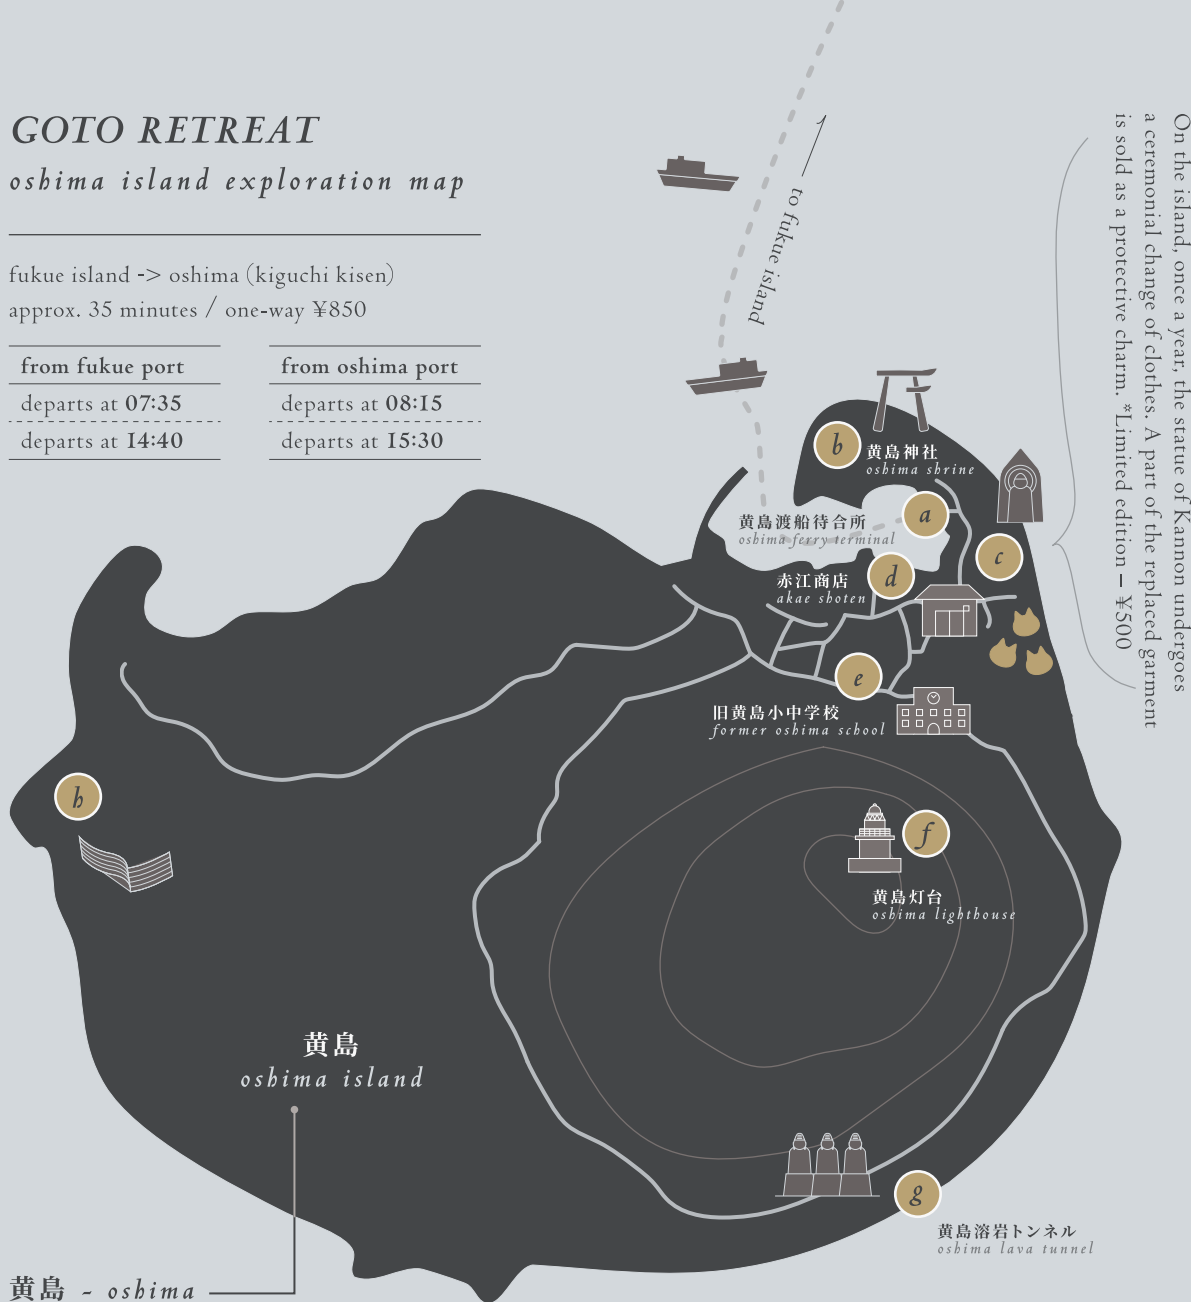 GOTO RETREAT
oshima island exploration map
fukue island -> oshima (kiguchi kisen)
approx. 35 minutes / one-way ¥850
from fukue port
departs at 07:35
departs at 14:40
from oshima port
departs at 08:15
departs at 15:30
to fukue island
On the island, once a year, the statue of Kannon undergoes
a ceremonial change of clothes. A part of the replaced garment
is sold as a protective charm. *Limited edition – ¥500
b
黄島神社
oshima shrine
a
黄島渡船待合所
oshima ferry terminal
c
d
赤江商店
akae shoten
e
旧黄島小中学校
former oshima school
h
f
黄島灯台
oshima lighthouse
黄島
oshima island
g
黄島溶岩トンネル
oshima lava tunnel
黄島 - oshima